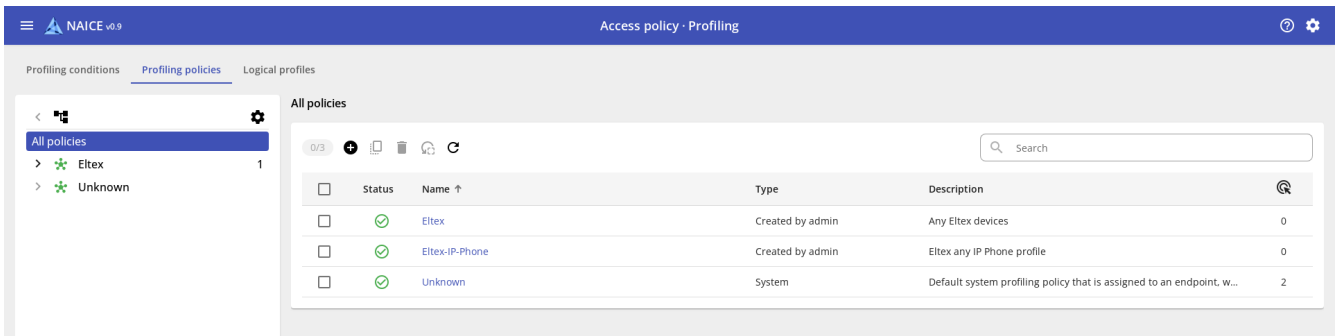 NAICE v0.9
Access policy · Profiling
Profiling conditions Profiling policies Logical profiles
All policies
Eltex 1
Unknown
All policies
0/3 Search
Status Name Type Description
Eltex Created by admin Any Eltex devices 0
Eltex-IP-Phone Created by admin Eltex any IP Phone profile 0
Unknown System Default system profiling policy that is assigned to an endpoint, w... 2